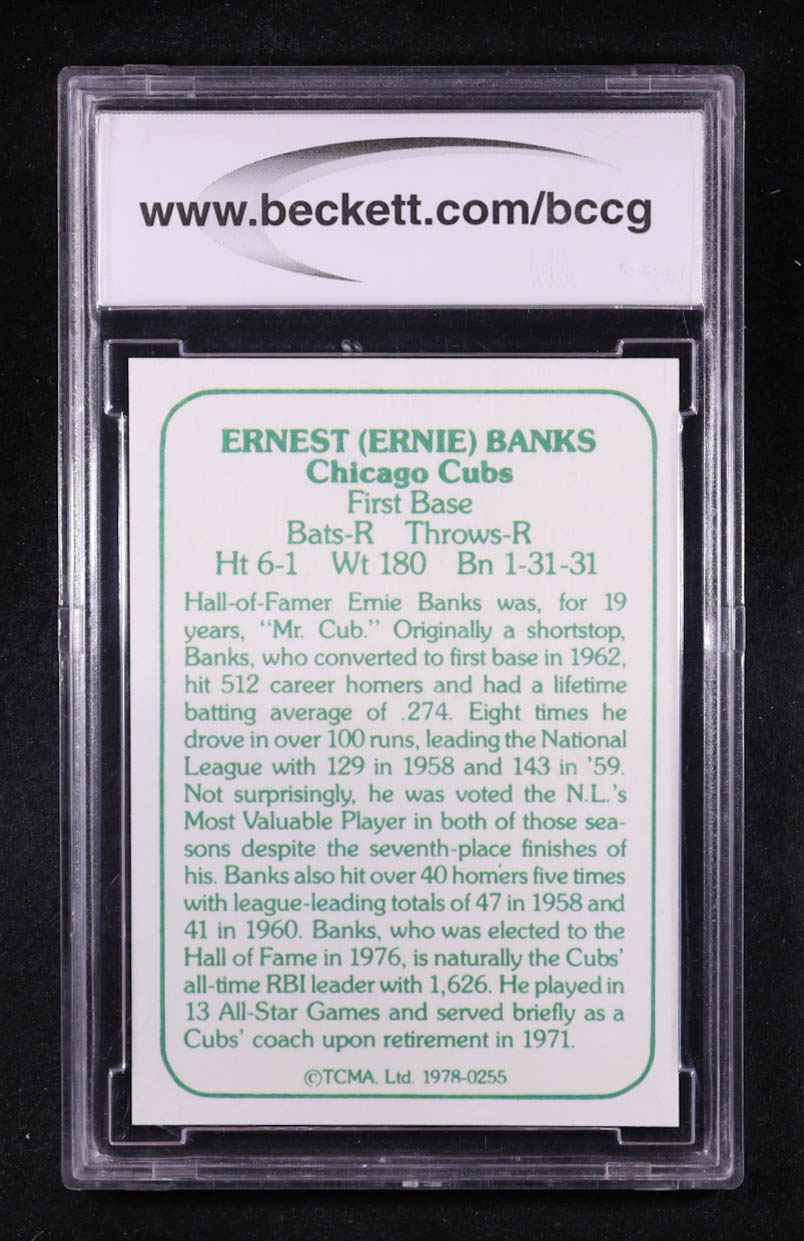 www.beckett.com/bccg
ERNEST (ERNIE) BANKS
Chicago Cubs
First Base
Bats-R Throws-R
Ht 6-1 Wt 180 Bn 1-31-31
Hall-of-Famer Ernie Banks was, for 19
years, "Mr. Cub." Originally a shortstop,
Banks, who converted to first base in 1962,
hit 512 career homers and had a lifetime
batting average of .274. Eight times he
drove in over 100 runs, leading the National
League with 129 in 1958 and 143 in '59.
Not surprisingly, he was voted the N.L.'s
Most Valuable Player in both of those sea-
sons despite the seventh-place finishes of
his. Banks also hit over 40 homers five times
with league-leading totals of 47 in 1958 and
41 in 1960. Banks, who was elected to the
Hall of Fame in 1976, is naturally the Cubs'
all-time RBI leader with 1,626. He played in
13 All-Star Games and served briefly as a
Cubs' coach upon retirement in 1971.
©TCMA, Ltd. 1978-0255